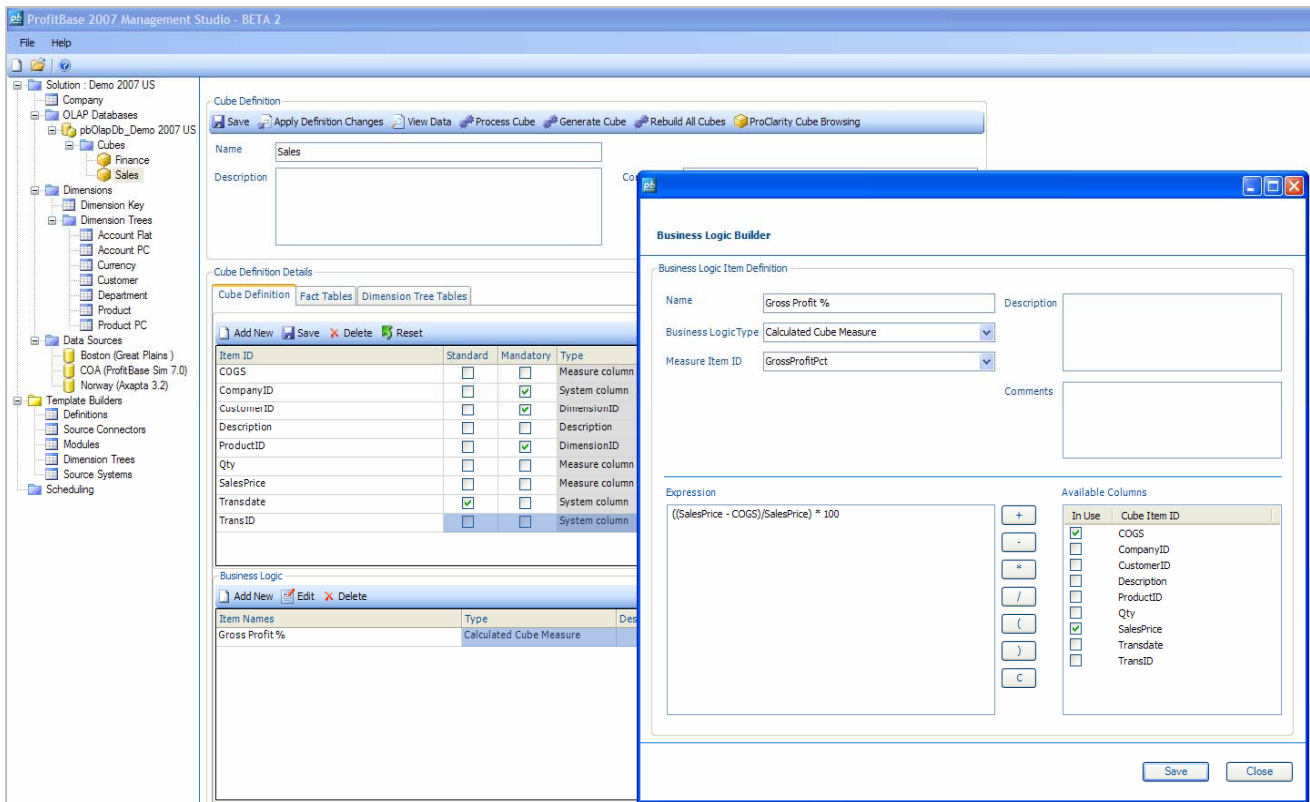 ProfitBase 2007 Management Studio - BETA 2
File Help
Solution : Demo 2007 US
Company
OLAP Databases
pbOlapDb_Demo 2007 US
Cubes
Finance
Sales
Dimensions
Dimension Key
Dimension Trees
Account Flat
Account PC
Currency
Customer
Department
Product
Product PC
Data Sources
Boston (Great Plains )
COA (ProfitBase Sim 7.0)
Norway (Axapta 3.2)
Template Builders
Definitions
Source Connectors
Modules
Dimension Trees
Source Systems
Scheduling
Cube Definition
Save Apply Definition Changes View Data Process Cube Generate Cube Rebuild All Cubes ProClarity Cube Browsing
Name Sales
Description Co
Cube Definition Details
Cube Definition Fact Tables Dimension Tree Tables
Add New Save Delete Reset
Item ID Standard Mandatory Type
COGS Measure column
CompanyID System column
CustomerID DimensionID
Description Description
ProductID DimensionID
Qty Measure column
SalesPrice Measure column
Transdate System column
TransID System column
Business Logic
Add New Edit Delete
Item Names Type Des
Gross Profit % Calculated Cube Measure
pb
Business Logic Builder
Business Logic Item Definition
Name Gross Profit % Description
Business LogicType Calculated Cube Measure
Measure Item ID GrossProfitPct
Comments
Expression
((SalesPrice - COGS)/SalesPrice) * 100
+
-
*
/
(
)
C
Available Columns
In Use Cube Item ID
COGS
CompanyID
CustomerID
Description
ProductID
Qty
SalesPrice
Transdate
TransID
Save Close